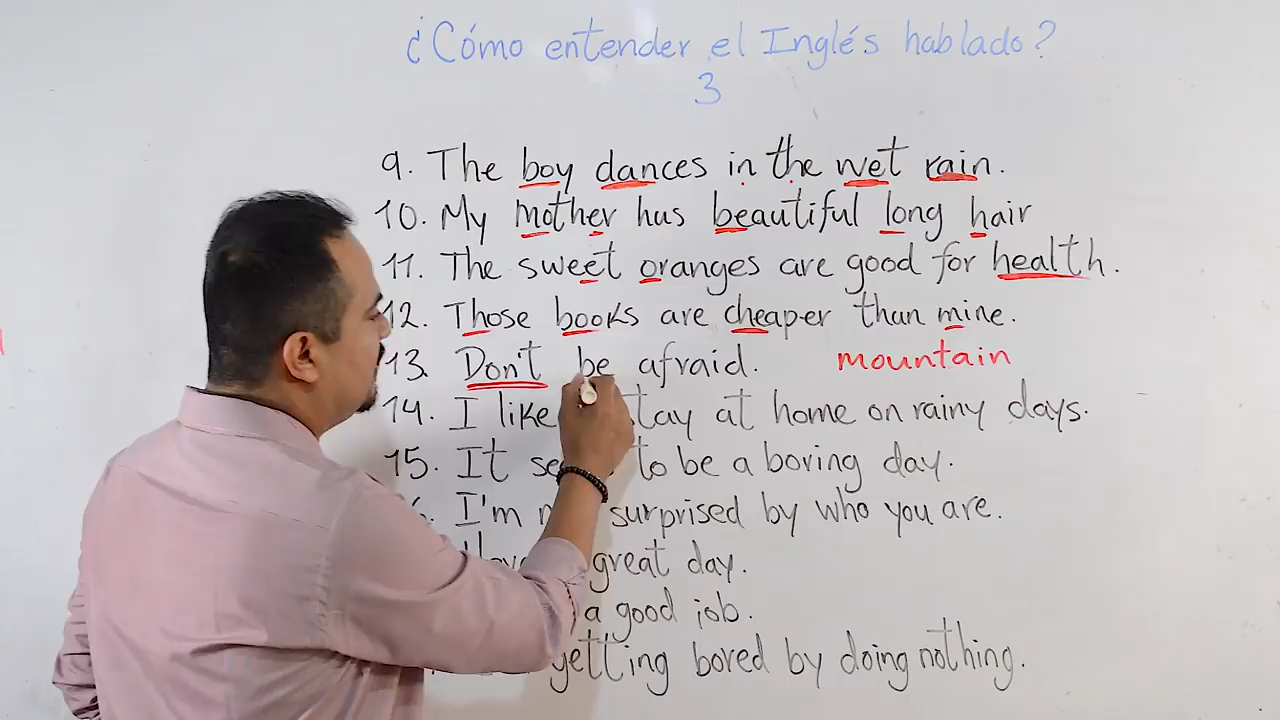 ¿Cómo entender el Inglés hablado?
3
9. The boy dances in the wet rain.
10. My mother has beautiful long hair
11. The sweet oranges are good for health.
12. Those books are cheaper than mine.
13. Don't be afraid. mountain
14. I like at home on rainy days.
15. It to be a boring day.
I'm surprised by who you are.
great day.
a good job.
getting bored by doing nothing.